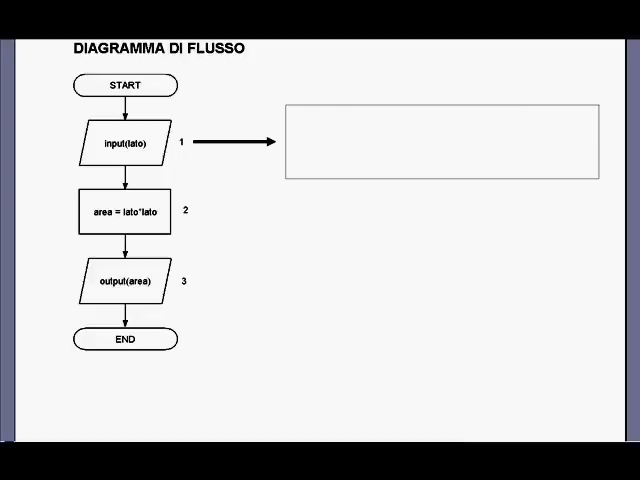 DIAGRAMMA DI FLUSSO
START
input(lato)
1
area = lato*lato
2
output(area)
3
END